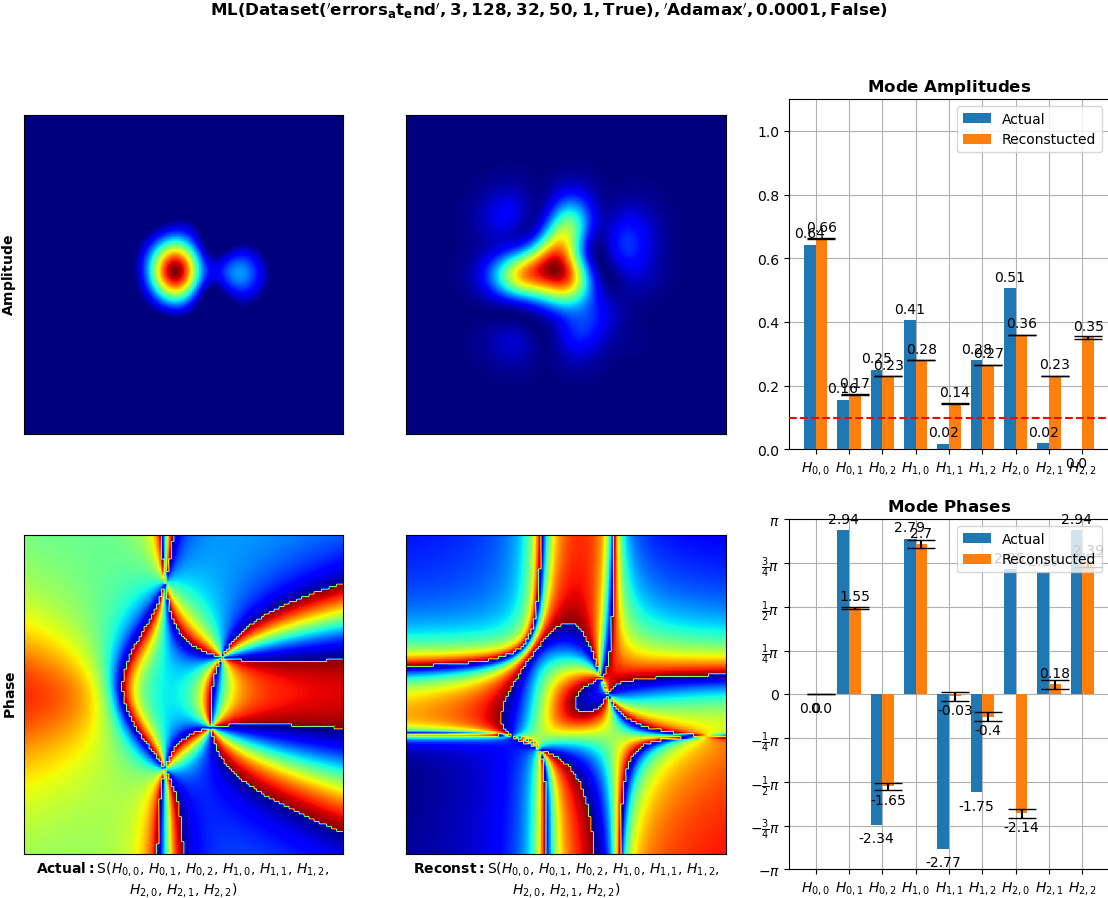 ML(Dataset('errors_at_end', 3, 128, 32, 50, 1, True), 'Adamax', 0.0001, False)
Amplitude
Mode Amplitudes
Actual
Reconstucted
1.0
0.8
0.6
0.4
0.2
0.0
0.64
0.66
0.16
0.17
0.25
0.23
0.41
0.28
0.02
0.14
0.28
0.27
0.51
0.36
0.02
0.23
0.0
0.35
H0,0 H0,1 H0,2 H1,0 H1,1 H1,2 H2,0 H2,1 H2,2
Phase
Mode Phases
Actual
Reconstucted
π
3/4π
1/2π
1/4π
0
−1/4π
−1/2π
−3/4π
−π
0.0
0.0
2.94
1.55
-2.34
-1.65
2.79
2.7
-2.77
-0.03
-1.75
-0.4
-2.14
0.18
2.94
2.39
H0,0 H0,1 H0,2 H1,0 H1,1 H1,2 H2,0 H2,1 H2,2
Actual: S(H0,0, H0,1, H0,2, H1,0, H1,1, H1,2,
H2,0, H2,1, H2,2)
Reconst: S(H0,0, H0,1, H0,2, H1,0, H1,1, H1,2,
H2,0, H2,1, H2,2)